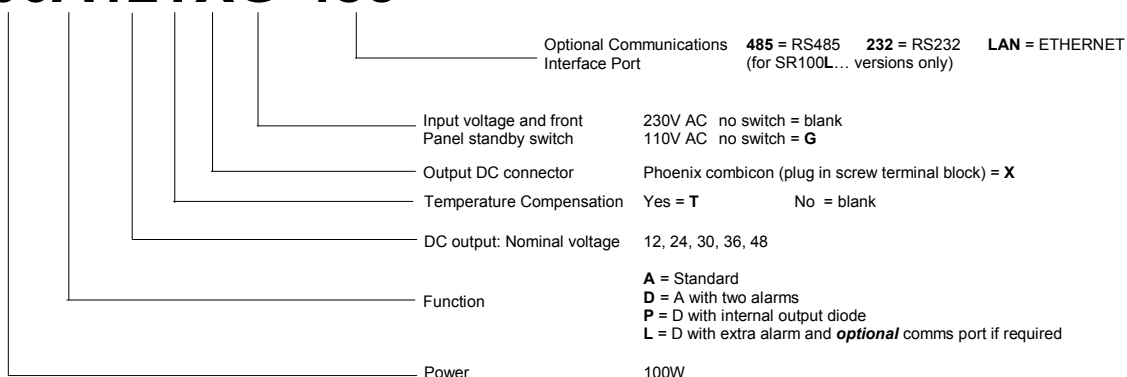 Optional Communications 485 = RS485 232 = RS232 LAN = ETHERNET
Interface Port (for SR100L… versions only)
Input voltage and front 230V AC no switch = blank
Panel standby switch 110V AC no switch = G
Output DC connector Phoenix combicon (plug in screw terminal block) = X
Temperature Compensation Yes = T No = blank
DC output: Nominal voltage 12, 24, 30, 36, 48
A = Standard
D = A with two alarms
Function
P = D with internal output diode
L = D with extra alarm and optional comms port if required
Power 100W